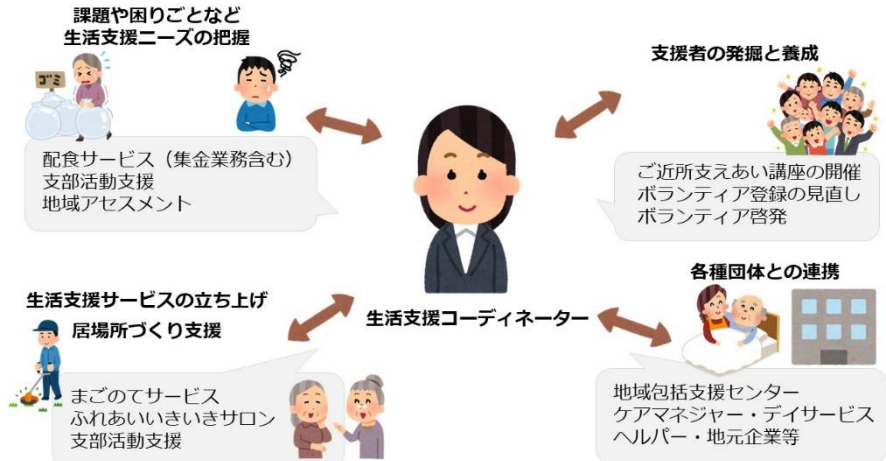 課題や困りごとなど
生活支援ニーズの把握
ゴミ
配食サービス（集金業務含む）
支部活動支援
地域アセスメント
支援者の発掘と養成
ご近所支えあい講座の開催
ボランティア登録の見直し
ボランティア啓発
生活支援コーディネーター
生活支援サービスの立ち上げ
居場所づくり支援
まごのてサービス
ふれあいいきいきサロン
支部活動支援
各種団体との連携
地域包括支援センター
ケアマネジャー・デイサービス
ヘルパー・地元企業等